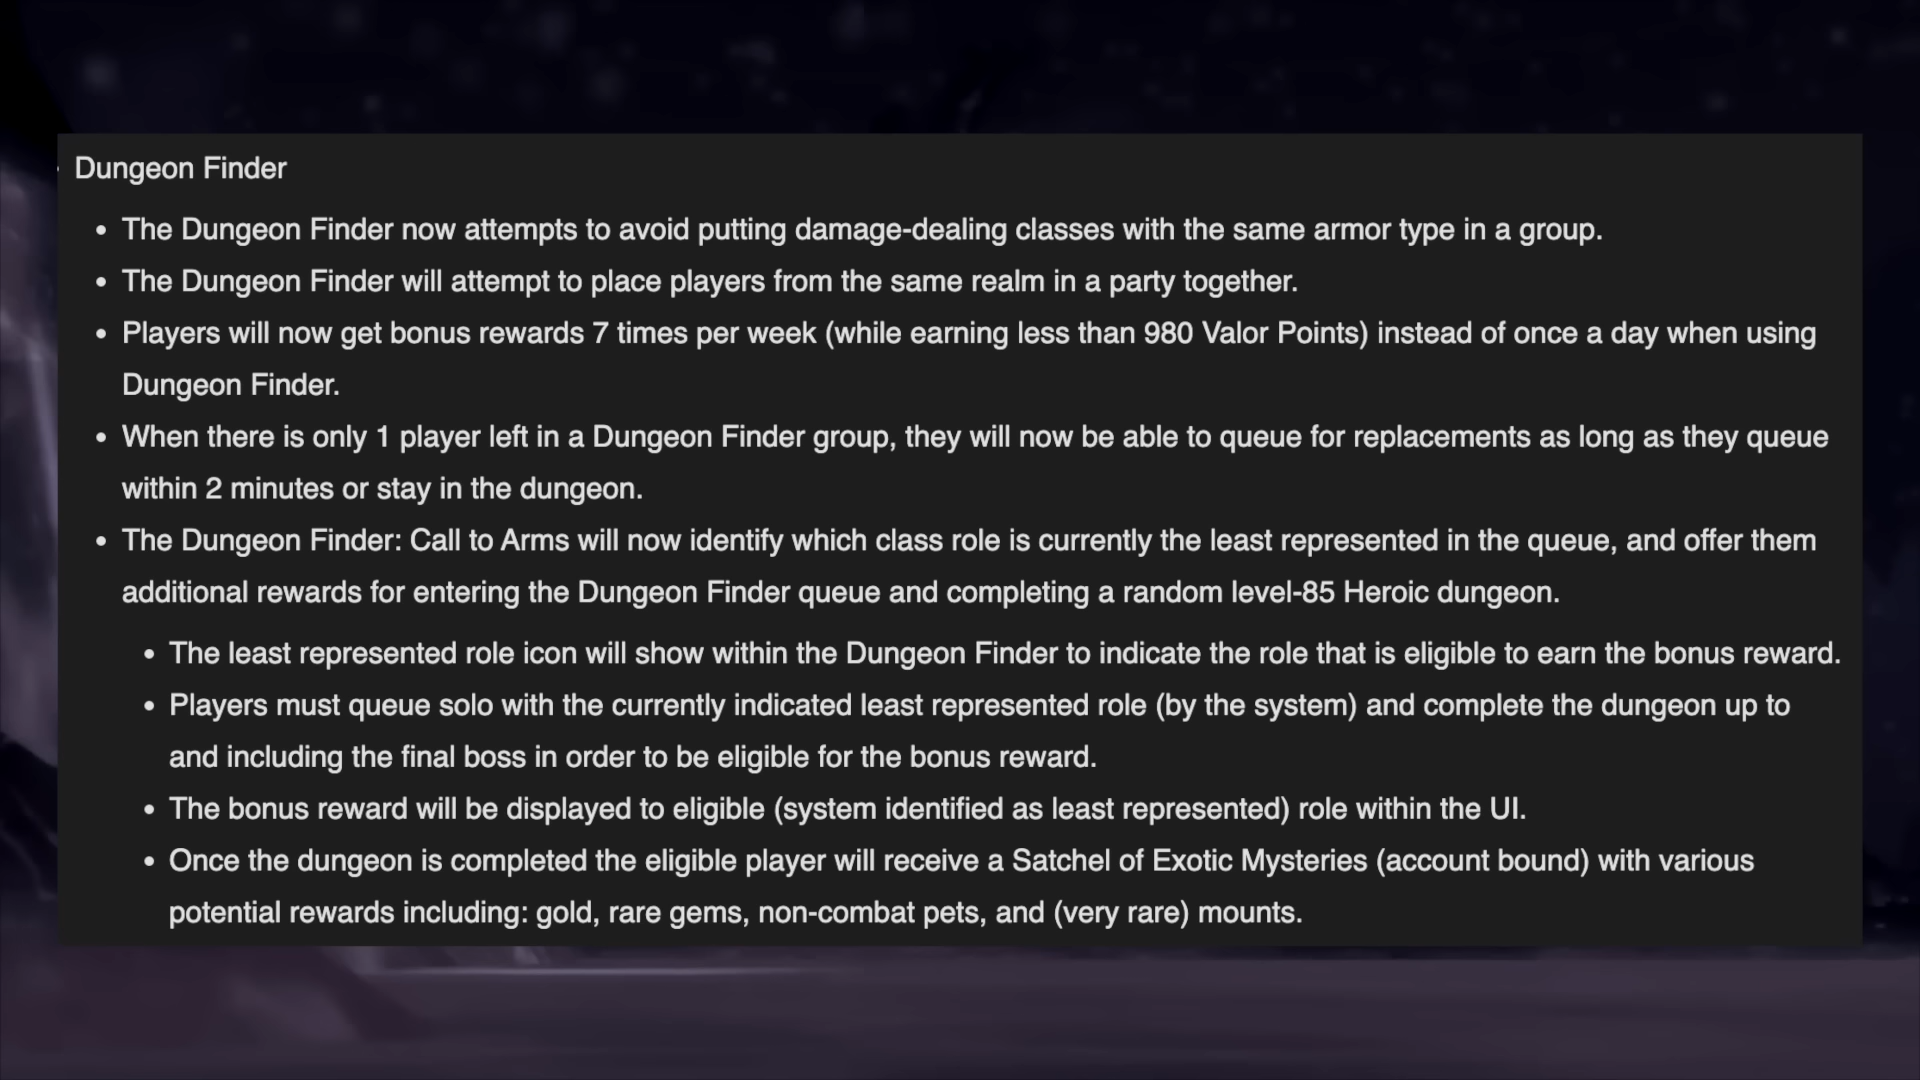 Dungeon Finder
• The Dungeon Finder now attempts to avoid putting damage-dealing classes with the same armor type in a group.
• The Dungeon Finder will attempt to place players from the same realm in a party together.
• Players will now get bonus rewards 7 times per week (while earning less than 980 Valor Points) instead of once a day when using
Dungeon Finder.
• When there is only 1 player left in a Dungeon Finder group, they will now be able to queue for replacements as long as they queue
within 2 minutes or stay in the dungeon.
• The Dungeon Finder: Call to Arms will now identify which class role is currently the least represented in the queue, and offer them
additional rewards for entering the Dungeon Finder queue and completing a random level-85 Heroic dungeon.
• The least represented role icon will show within the Dungeon Finder to indicate the role that is eligible to earn the bonus reward.
• Players must queue solo with the currently indicated least represented role (by the system) and complete the dungeon up to
and including the final boss in order to be eligible for the bonus reward.
• The bonus reward will be displayed to eligible (system identified as least represented) role within the UI.
• Once the dungeon is completed the eligible player will receive a Satchel of Exotic Mysteries (account bound) with various
potential rewards including: gold, rare gems, non-combat pets, and (very rare) mounts.